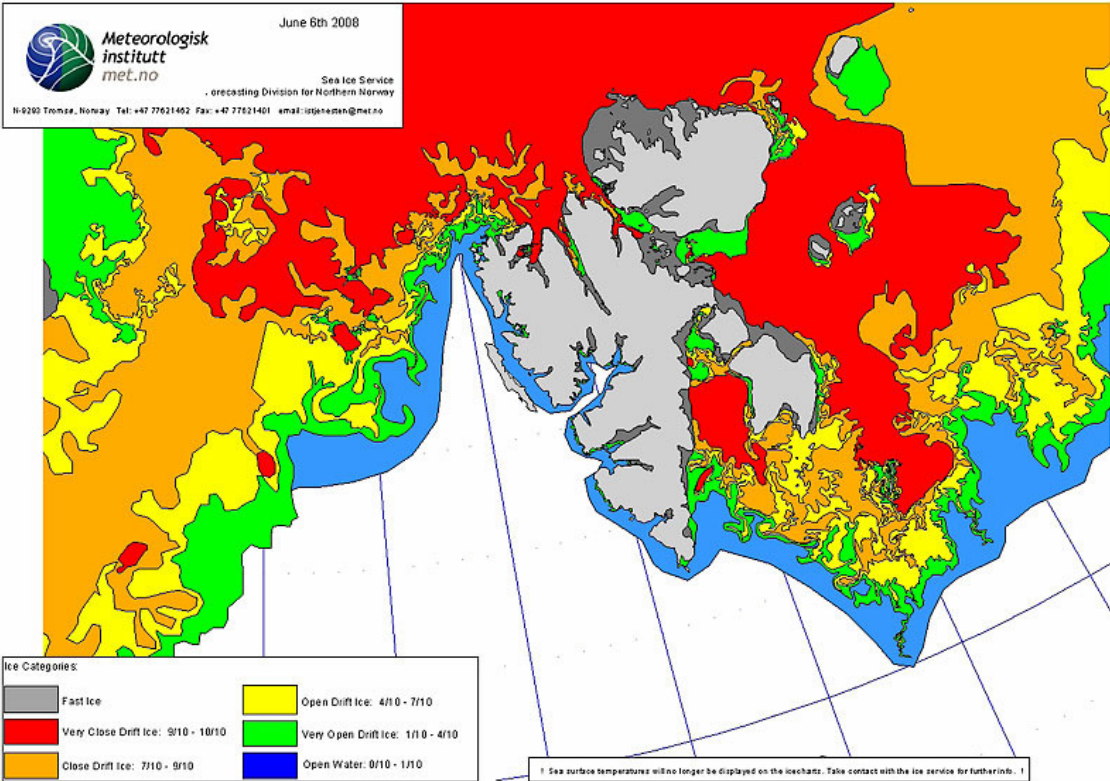 June 6th 2008
Meteorologisk
institutt
met.no
Sea Ice Service
. orecasting Division for Northern Norway
N-9293 Tromsø, Norway Tel: +47 77621462 Fax: +47 77621401 email: istjenesten@met.no
Ice Categories:
Fast Ice
Very Close Drift Ice: 9/10 - 10/10
Close Drift Ice: 7/10 - 9/10
Open Drift Ice: 4/10 - 7/10
Very Open Drift Ice: 1/10 - 4/10
Open Water: 0/10 - 1/10
! Sea surface temperatures will no longer be displayed on the icecharts. Take contact with the ice service for further info. !